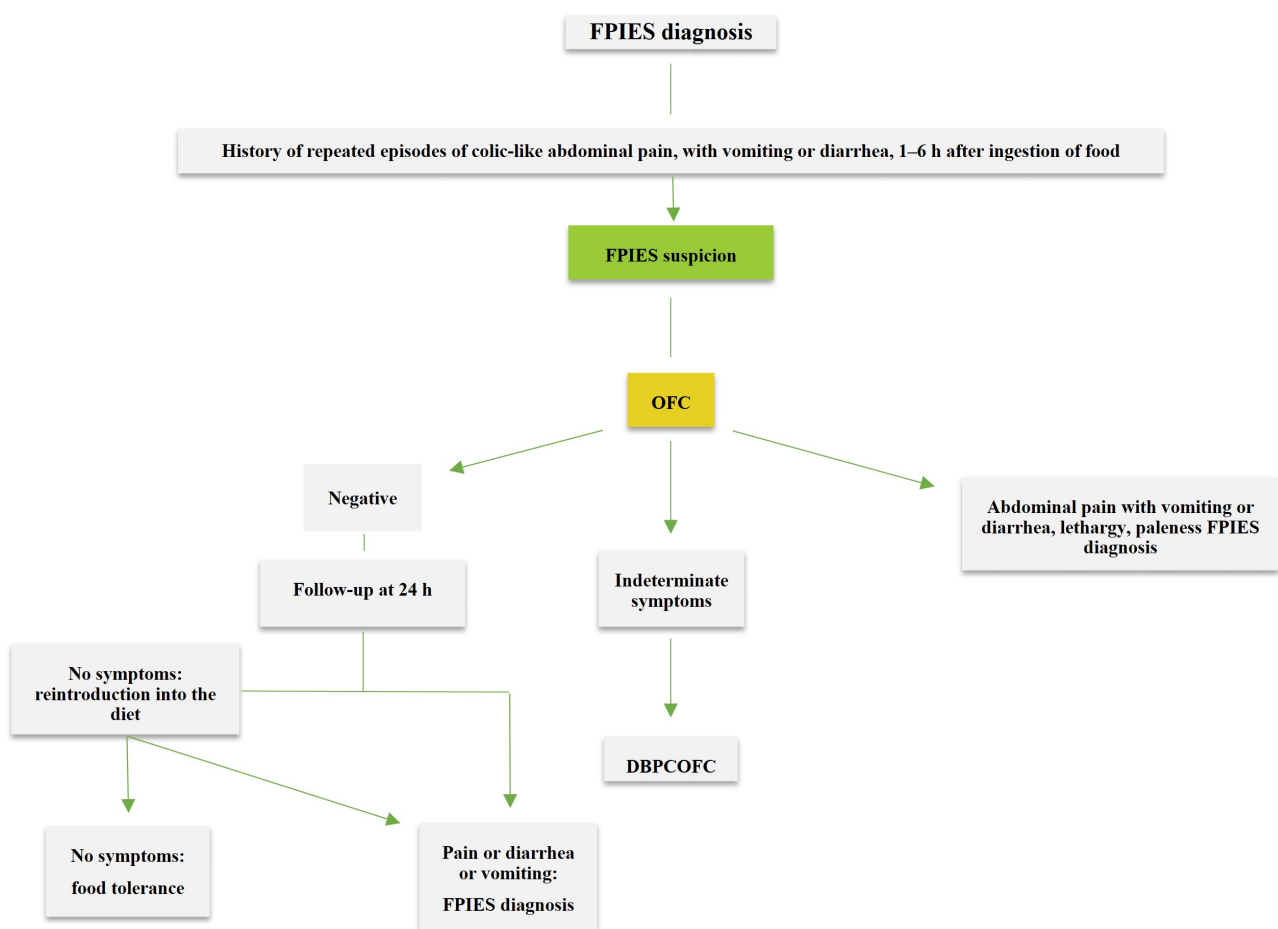 FPIES diagnosis
History of repeated episodes of colic-like abdominal pain, with vomiting or diarrhea, 1–6 h after ingestion of food
FPIES suspicion
OFC
Negative
Abdominal pain with vomiting or
diarrhea, lethargy, paleness FPIES
diagnosis
Follow-up at 24 h
Indeterminate
symptoms
No symptoms:
reintroduction into the
diet
DBPCOFC
No symptoms:
food tolerance
Pain or diarrhea
or vomiting:
FPIES diagnosis